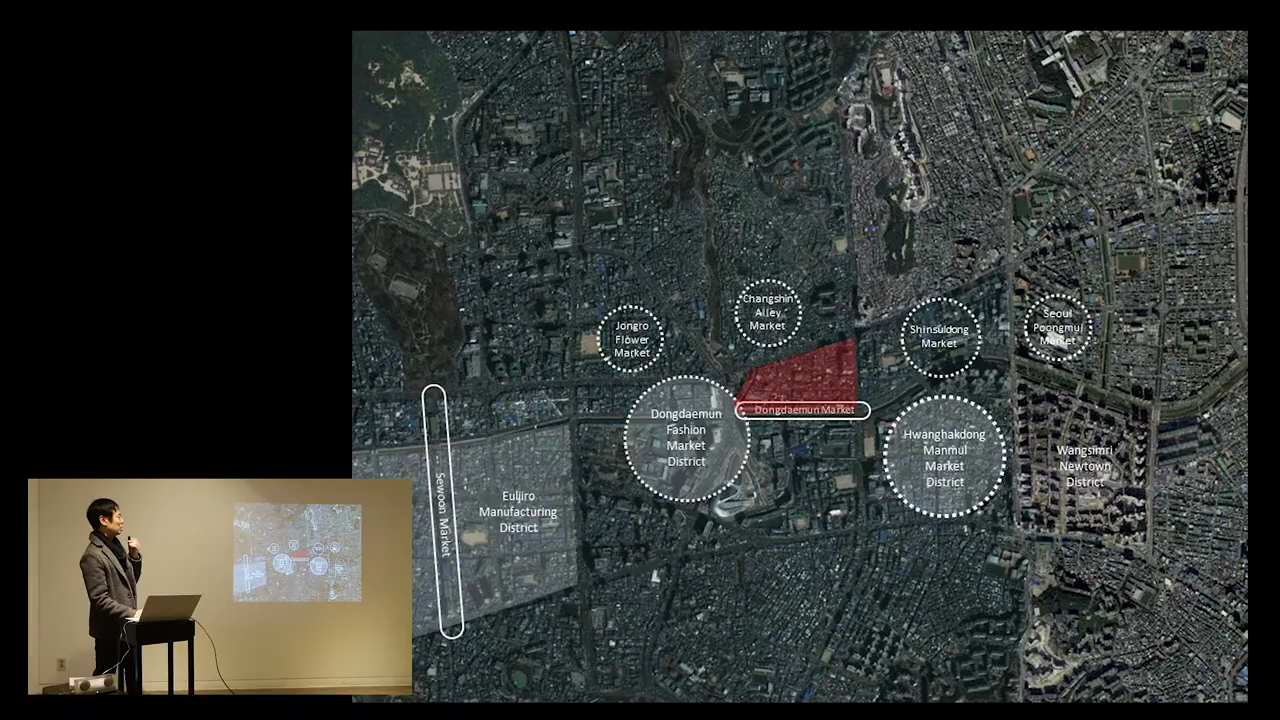 Changshin
Alley
Market
Jongro
Flower
Market
Shinsuldong
Market
Seoul
Poongmul
Market
Dongdaemun Market
Dongdaemun
Fashion
Market
District
Hwanghakdong
Manmul
Market
District
Wangsimri
Newtown
District
Sewoon Market
Euljiro
Manufacturing
District